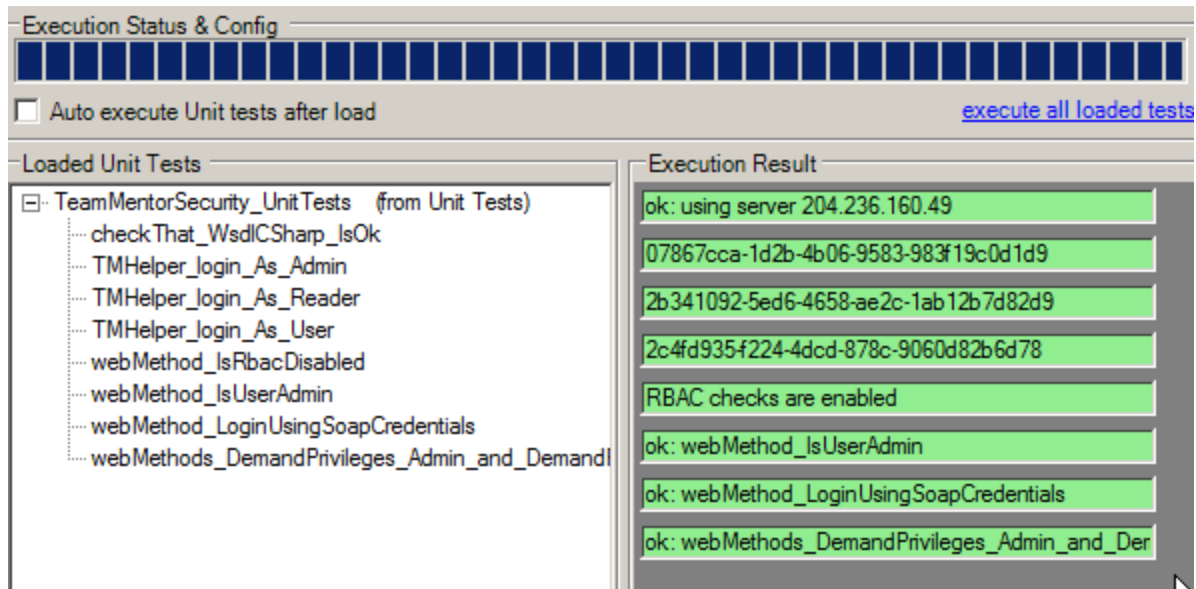 Execution Status & Config
Auto execute Unit tests after load
execute all loaded tests
Loaded Unit Tests
TeamMentorSecurity_UnitTests (from Unit Tests)
checkThat_WsdlCSharp_IsOk
TMHelper_login_As_Admin
TMHelper_login_As_Reader
TMHelper_login_As_User
webMethod_IsRbacDisabled
webMethod_IsUserAdmin
webMethod_LoginUsingSoapCredentials
webMethods_DemandPrivileges_Admin_and_Demand
Execution Result
ok: using server 204.236.160.49
07867cca-1d2b-4b06-9583-983f19c0d1d9
2b341092-5ed6-4658-ae2c-1ab12b7d82d9
2c4fd935-f224-4dcd-878c-9060d82b6d78
RBAC checks are enabled
ok: webMethod_IsUserAdmin
ok: webMethod_LoginUsingSoapCredentials
ok: webMethods_DemandPrivileges_Admin_and_Der